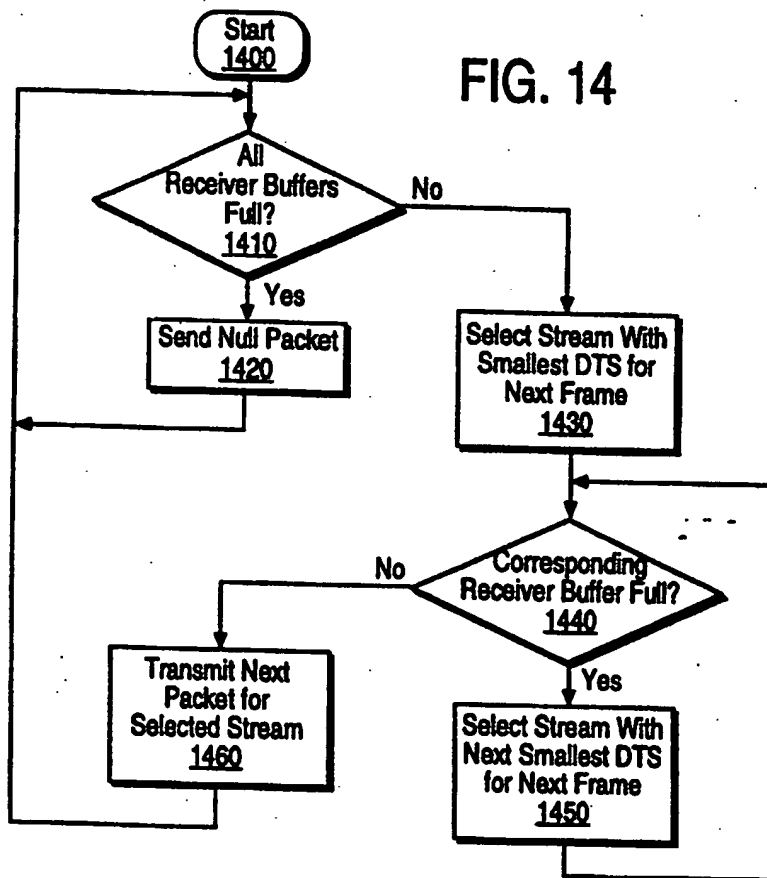 Start
1400
FIG. 14
All
Receiver Buffers
Full?
1410
No
Yes
Send Null Packet
1420
Select Stream With
Smallest DTS for
Next Frame
1430
Corresponding
Receiver Buffer Full?
1440
No
Yes
Transmit Next
Packet for
Selected Stream
1460
Select Stream With
Next Smallest DTS
for Next Frame
1450